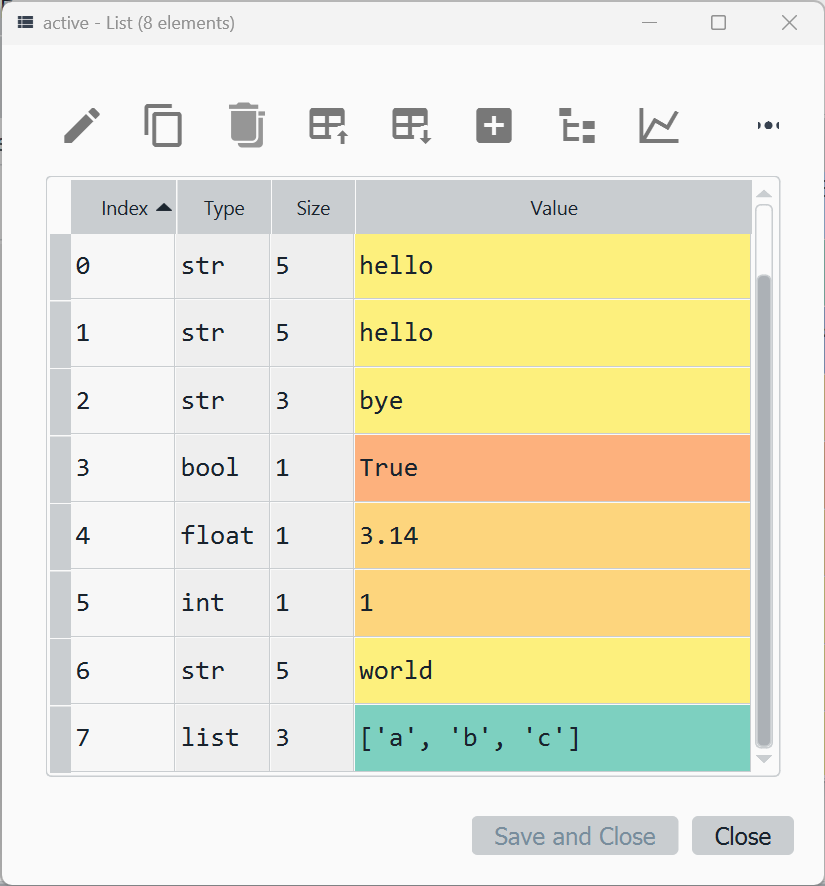 active - List (8 elements)
Index Type Size Value
0 str 5 hello
1 str 5 hello
2 str 3 bye
3 bool 1 True
4 float 1 3.14
5 int 1 1
6 str 5 world
7 list 3 ['a', 'b', 'c']
Save and Close Close